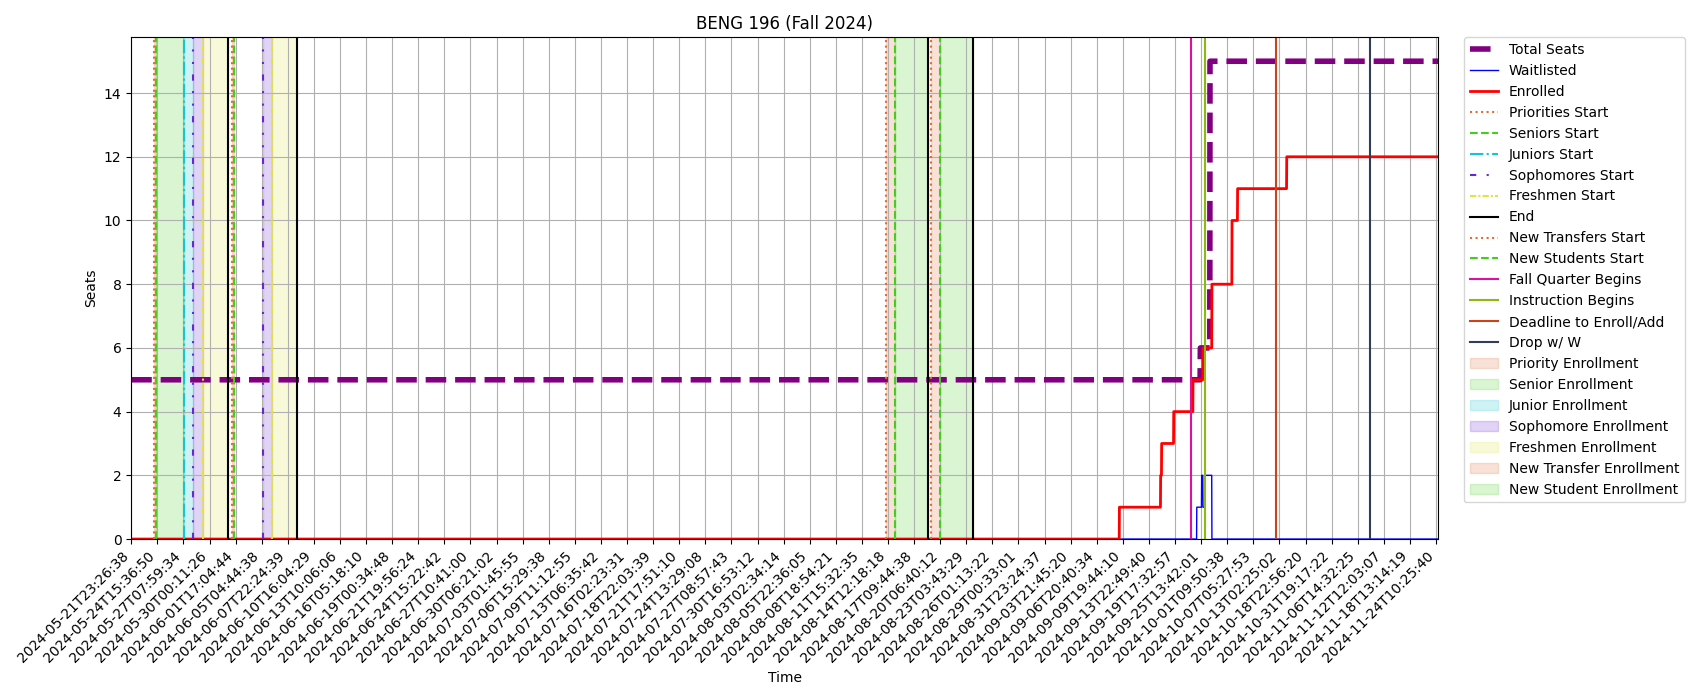 BENG 196 (Fall 2024)
Seats
14
12
10
8
6
4
2
0
2024-05-21T23:26:38
2024-05-24T15:36:50
2024-05-27T07:59:34
2024-05-30T00:11:26
2024-06-01T17:04:44
2024-06-05T04:44:38
2024-06-07T22:24:39
2024-06-10T16:04:29
2024-06-13T10:06:06
2024-06-16T05:18:10
2024-06-19T00:34:48
2024-06-21T19:56:24
2024-06-24T15:22:42
2024-06-27T10:41:00
2024-06-30T06:21:02
2024-07-03T01:45:55
2024-07-06T15:29:38
2024-07-09T11:12:55
2024-07-13T06:35:42
2024-07-16T02:23:31
2024-07-18T22:03:39
2024-07-21T17:51:10
2024-07-24T13:29:08
2024-07-27T08:57:43
2024-07-30T16:53:12
2024-08-03T02:34:14
2024-08-05T22:36:05
2024-08-08T18:54:21
2024-08-11T15:32:35
2024-08-14T12:18:18
2024-08-17T09:44:38
2024-08-20T06:40:12
2024-08-23T03:43:29
2024-08-26T01:13:22
2024-08-29T00:33:01
2024-08-31T23:24:37
2024-09-03T21:45:20
2024-09-06T20:40:34
2024-09-09T19:44:10
2024-09-13T22:49:40
2024-09-19T17:32:57
2024-09-25T13:42:01
2024-10-01T09:50:38
2024-10-07T05:27:53
2024-10-13T02:25:02
2024-10-18T22:56:20
2024-10-31T19:17:22
2024-11-06T14:32:25
2024-11-12T12:03:07
2024-11-18T13:14:19
2024-11-24T10:25:40
Time
Total Seats
Waitlisted
Enrolled
Priorities Start
Seniors Start
Juniors Start
Sophomores Start
Freshmen Start
End
New Transfers Start
New Students Start
Fall Quarter Begins
Instruction Begins
Deadline to Enroll/Add
Drop w/ W
Priority Enrollment
Senior Enrollment
Junior Enrollment
Sophomore Enrollment
Freshmen Enrollment
New Transfer Enrollment
New Student Enrollment